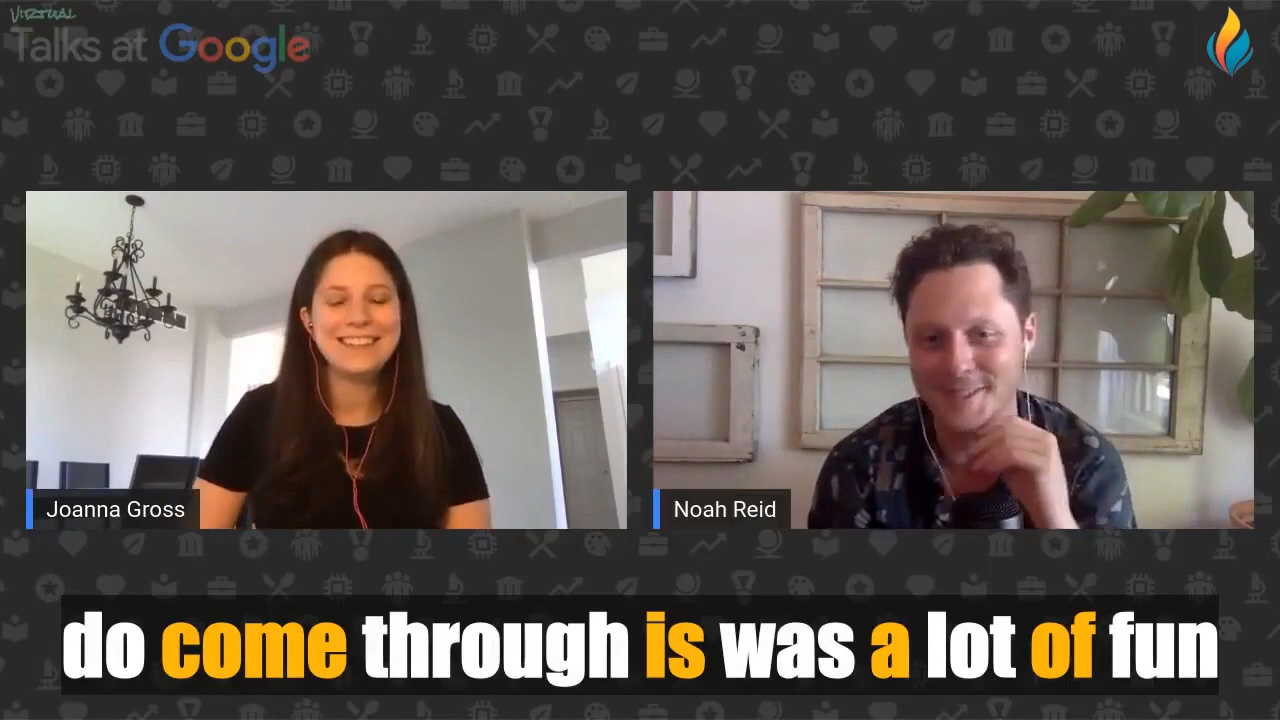 VIRTUAL
Talks at Google
Joanna Gross
Noah Reid
do come through is was a lot of fun